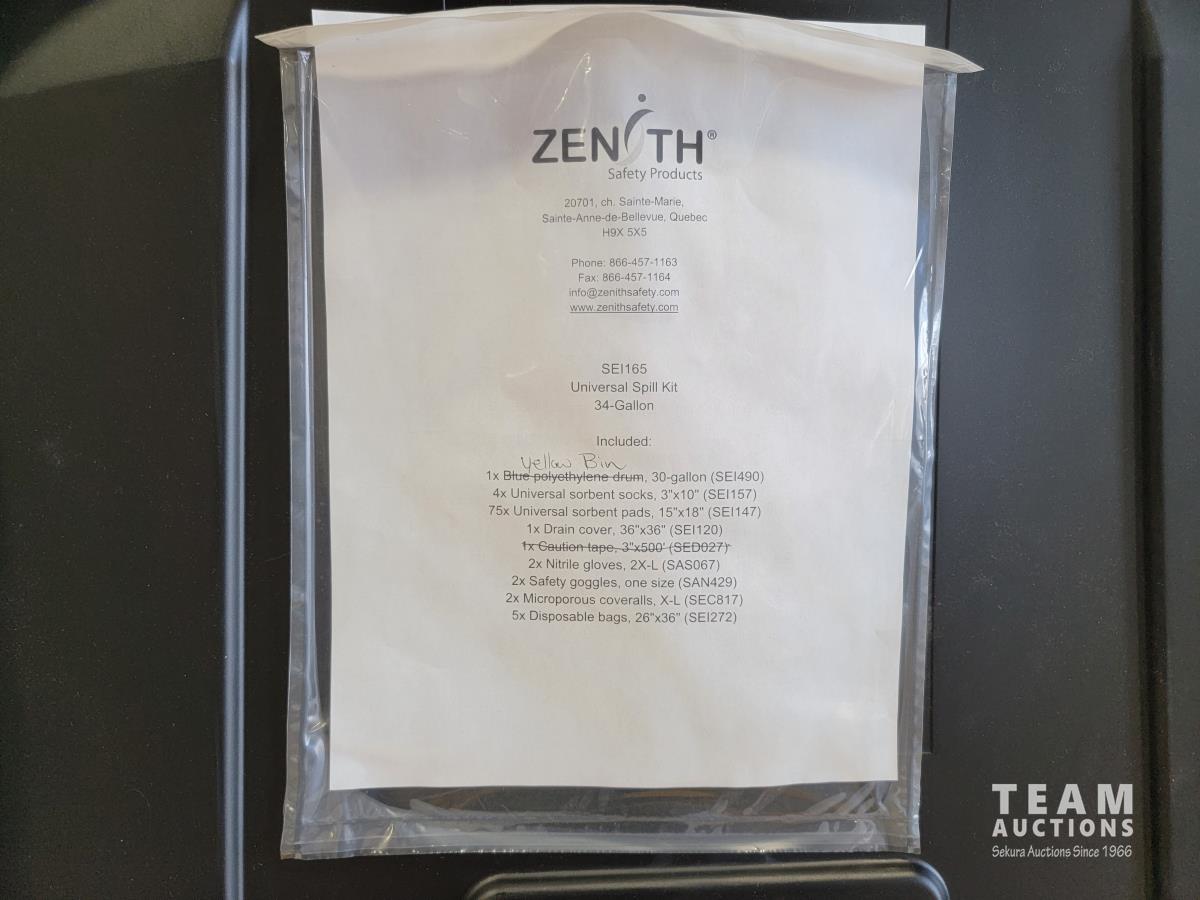 ZENITH®
Safety Products
20701, ch. Sainte-Marie,
Sainte-Anne-de-Bellevue, Quebec
H9X 5X5
Phone: 866-457-1163
Fax: 866-457-1164
info@zenithsafety.com
www.zenithsafety.com
SEI165
Universal Spill Kit
34-Gallon
Included:
Yellow Bin
1x Blue polyethylene drum, 30-gallon (SEI490)
4x Universal sorbent socks, 3"x10" (SEI157)
75x Universal sorbent pads, 15"x18" (SEI147)
1x Drain cover, 36"x36" (SEI120)
1x Caution tape, 3"x500' (SED027)
2x Nitrile gloves, 2X-L (SAS067)
2x Safety goggles, one size (SAN429)
2x Microporous coveralls, X-L (SEC817)
5x Disposable bags, 26"x36" (SEI272)
TEAM
AUCTIONS
Sekura Auctions Since 1966